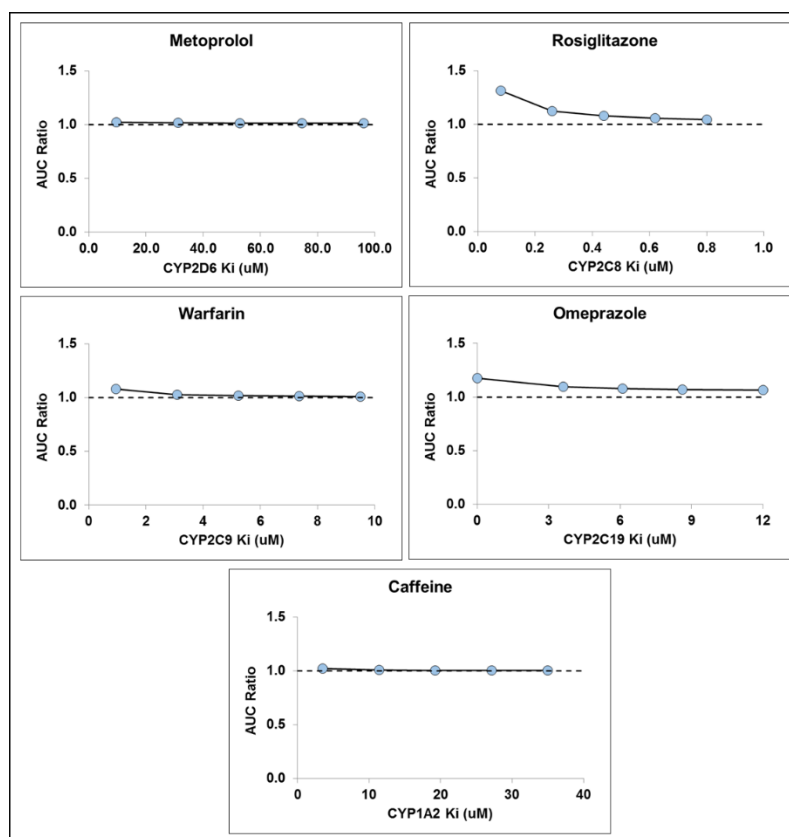 Metoprolol
AUC Ratio
1.5
1.0
0.5
0.0
0.0 20.0 40.0 60.0 80.0 100.0
CYP2D6 Ki (uM)
Rosiglitazone
AUC Ratio
1.5
1.0
0.5
0.0
0.0 0.2 0.4 0.6 0.8 1.0
CYP2C8 Ki (uM)
Warfarin
AUC Ratio
1.5
1.0
0.5
0.0
0 2 4 6 8 10
CYP2C9 Ki (uM)
Omeprazole
AUC Ratio
1.5
1.0
0.5
0.0
0 3 6 9 12
CYP2C19 Ki (uM)
Caffeine
AUC Ratio
1.5
1.0
0.5
0.0
0 10 20 30 40
CYP1A2 Ki (uM)